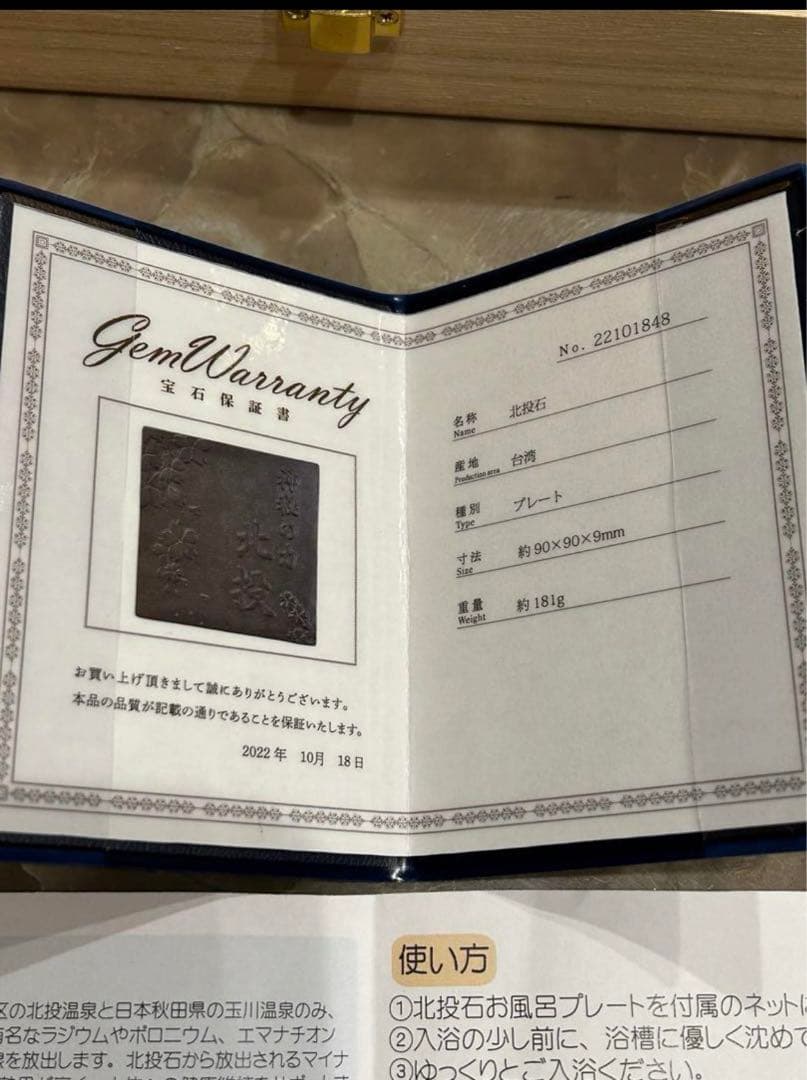 Gem Warranty
宝石保証書
北投
お買い上げ頂きまして誠にありがとうございます。
本品の品質が記載の通りであることを保証いたします。
2022年 10月 18日
No. 22101848
名称 北投石
Name
産地 台湾
Production area
種別 プレート
Type
寸法 約90×90×9mm
Size
重量 約181g
Weight
区の北投温泉と日本秋田県の玉川温泉のみ、
有名なラジウムやポロニウム、エマナチオン
線を放出します。北投石から放出されるマイナ
使い方
①北投石お風呂プレートを付属のネットに
②入浴の少し前に、浴槽に優しく沈めて
③ゆっくりとご入浴ください。